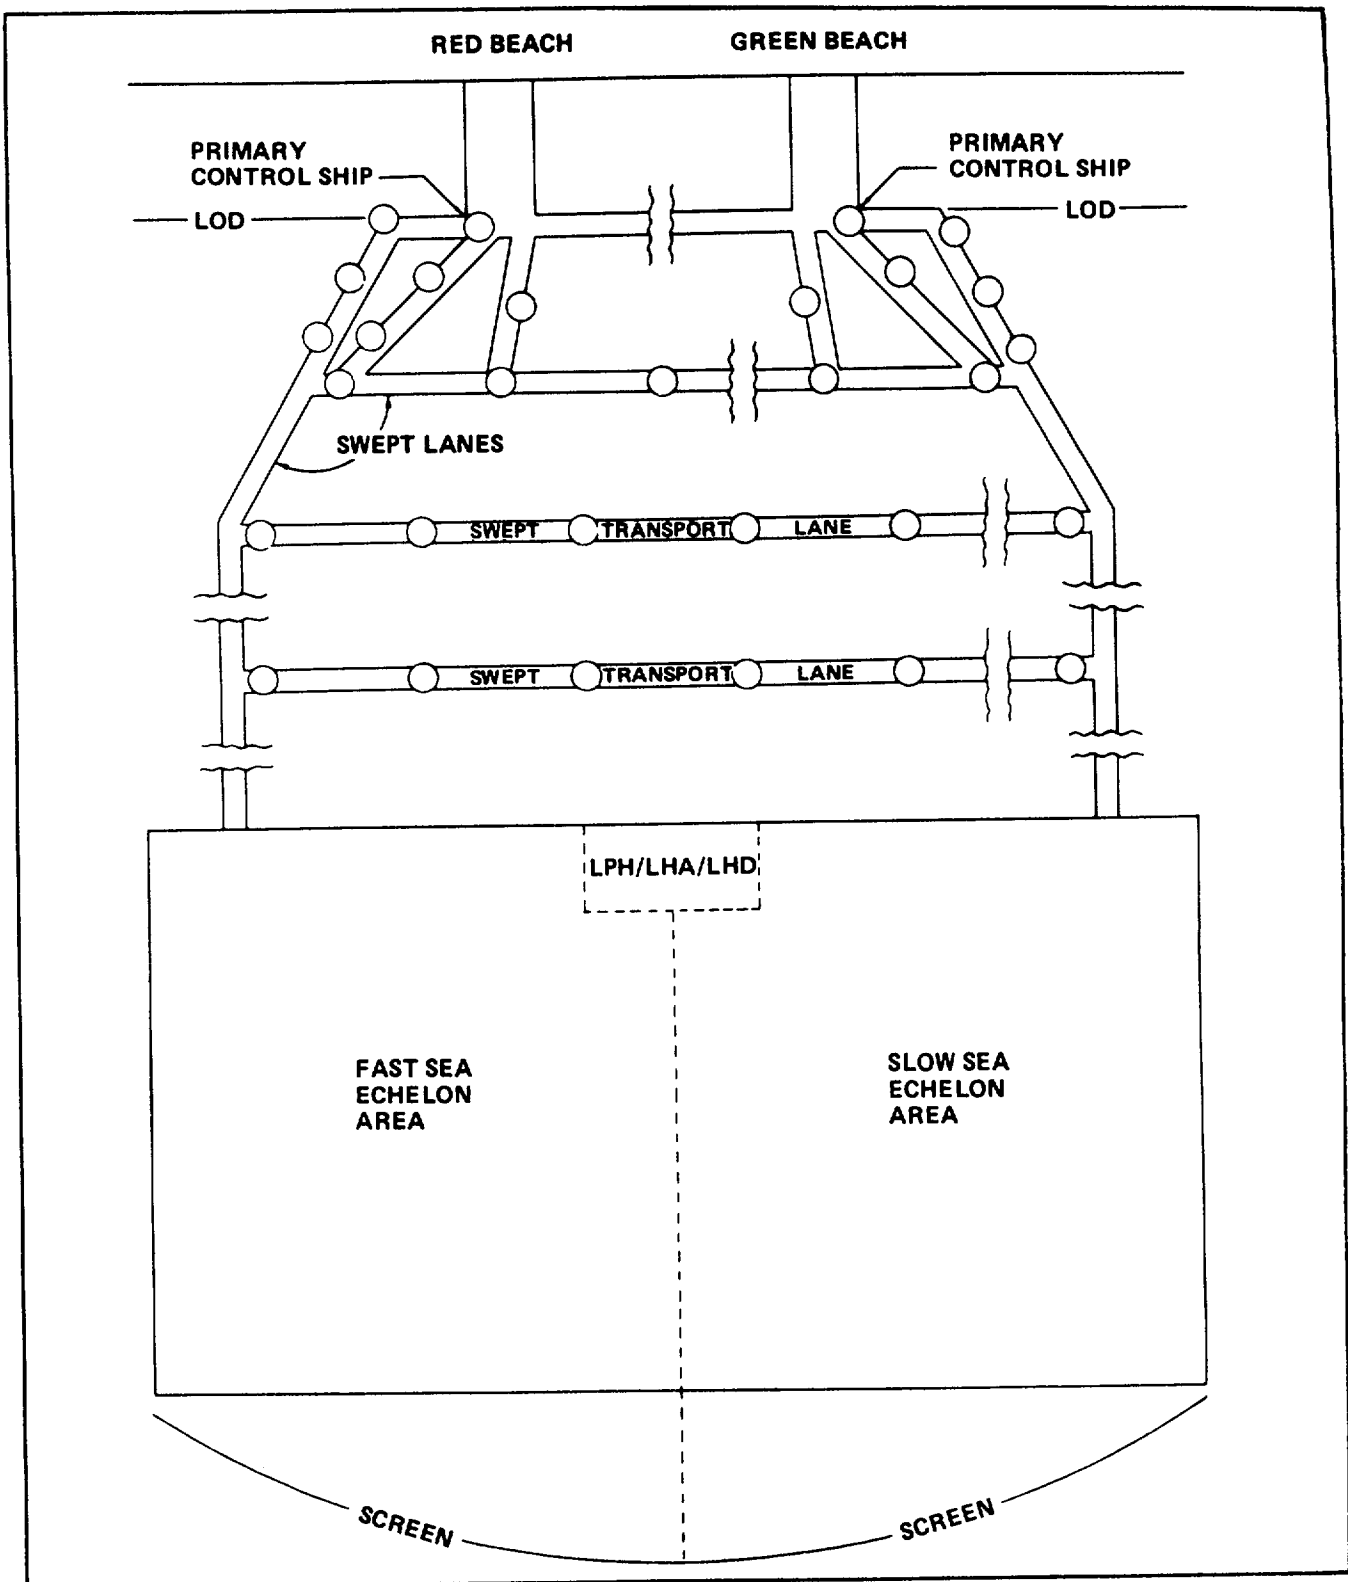 RED BEACH
GREEN BEACH
PRIMARY
CONTROL SHIP
PRIMARY
CONTROL SHIP
LOD
LOD
SWEPT LANES
SWEPT TRANSPORT LANE
SWEPT TRANSPORT LANE
LPH/LHA/LHD
FAST SEA
ECHELON
AREA
SLOW SEA
ECHELON
AREA
SCREEN
SCREEN